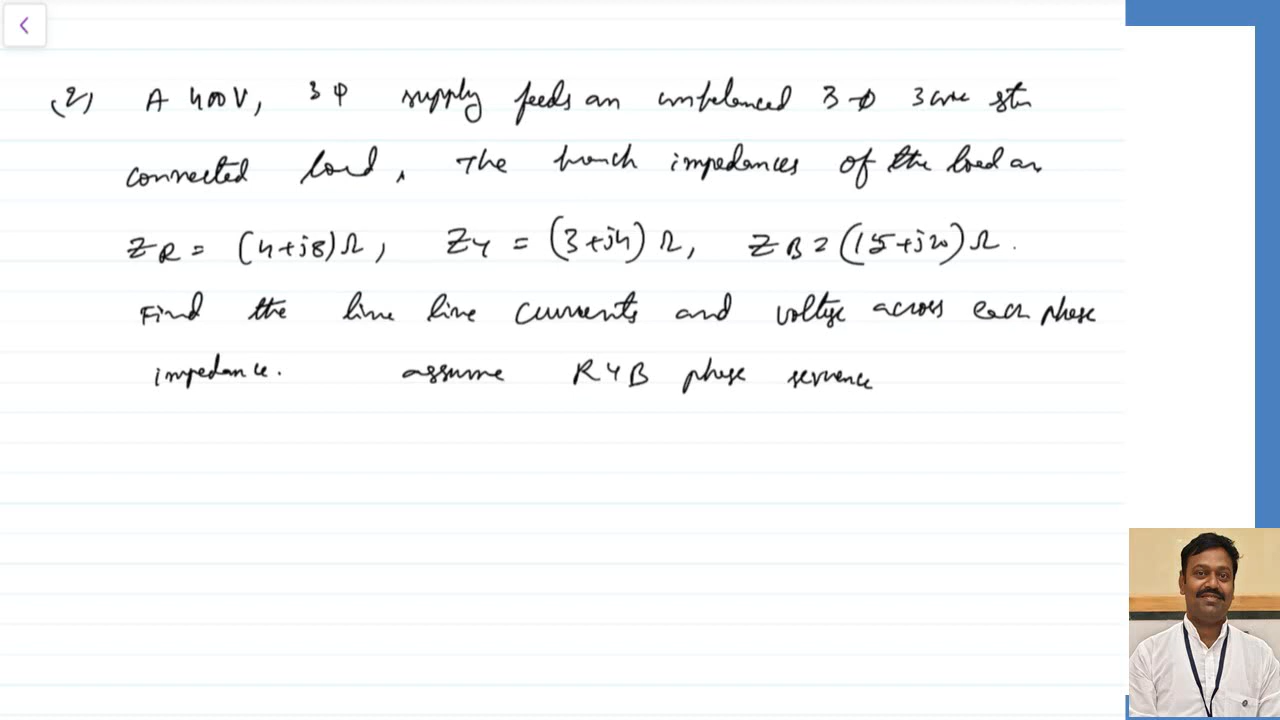 (2) A 400V, 3φ supply feeds an unbalanced 3-φ 3 wire star
connected load. The branch impedances of the load are
ZR = (4+j8)Ω, ZY = (3+j4)Ω, ZB = (15+j20)Ω.
Find the line line currents and voltage across each phase
impedance. assume RYB phase sequence